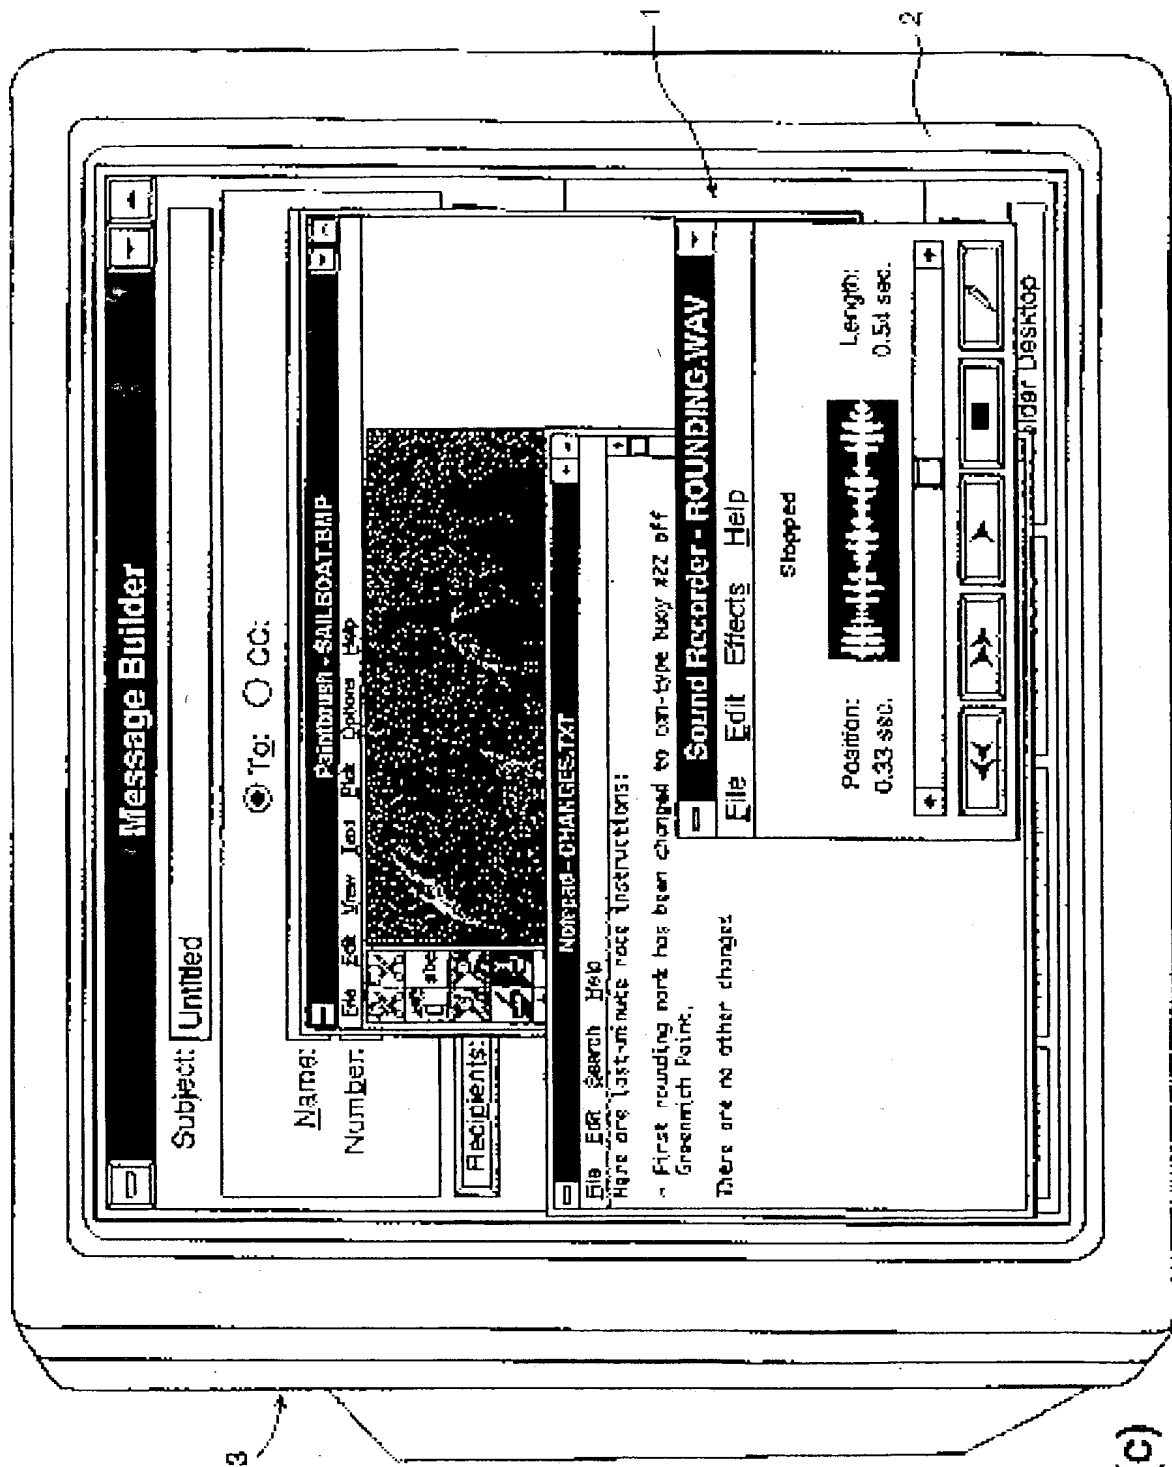 Message Builder
Subject: Untitled
To: CC:
Name:
Number:
Recipients:
Paintbrush - SAILBOAT.BMP
File Edit View Text Pick Options Help
abc
Notepad - CHANGES.TXT
File Edit Search Help
Here are last-minute race instructions:
- First rounding mark has been changed to can-type buoy #22 off
Greenwich Point.
There are no other changes
Sound Recorder - ROUNDING.WAV
File Edit Effects Help
Stopped
Position:
0.33 sec.
Length:
0.54 sec.
ilder Desktop
1
2
3
(c)